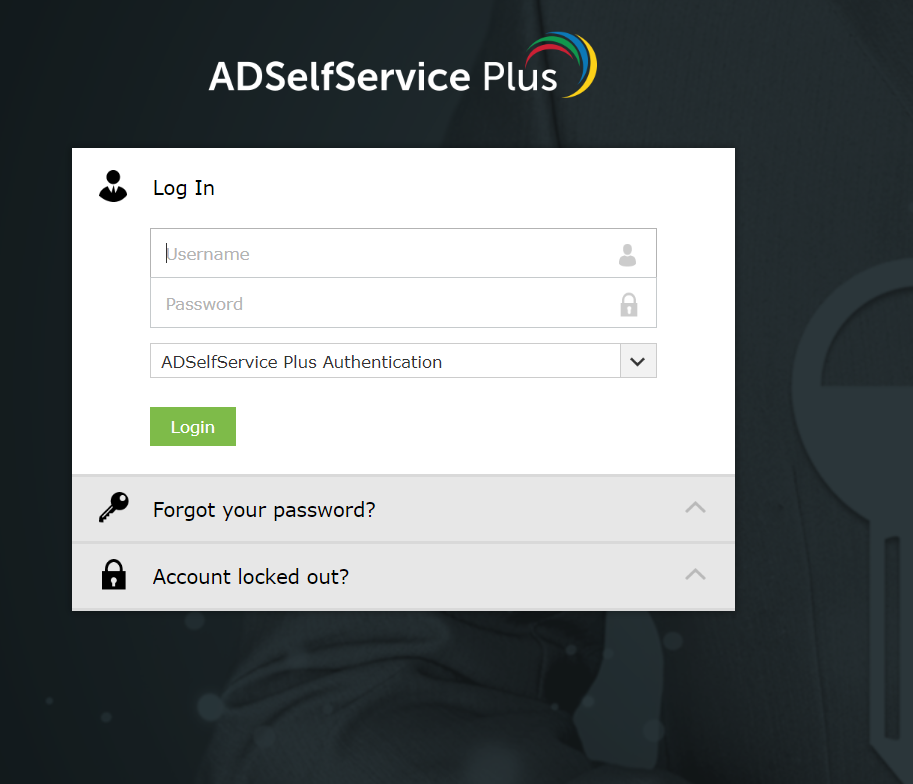 ADSelfService Plus
Log In
Username
Password
ADSelfService Plus Authentication
Login
Forgot your password?
Account locked out?